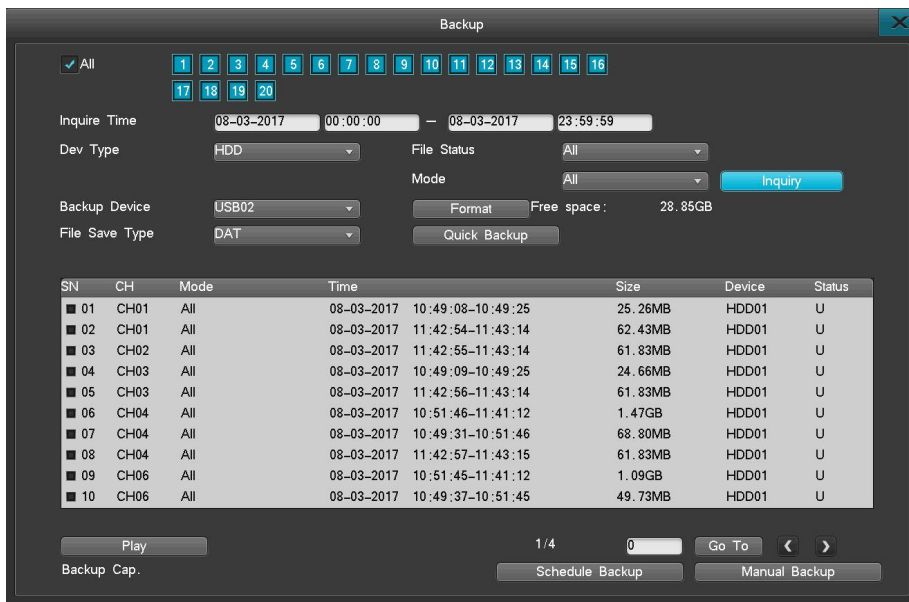 Backup
All 1 2 3 4 5 6 7 8 9 10 11 12 13 14 15 16
17 18 19 20
Inquire Time 08-03-2017 00:00:00 – 08-03-2017 23:59:59
Dev Type HDD File Status All
Mode All Inquiry
Backup Device USB02 Format Free space: 28.85GB
File Save Type DAT Quick Backup
SN CH Mode Time Size Device Status
01 CH01 All 08-03-2017 10:49:08-10:49:25 25.26MB HDD01 U
02 CH01 All 08-03-2017 11:42:54-11:43:14 62.43MB HDD01 U
03 CH02 All 08-03-2017 11:42:55-11:43:14 61.83MB HDD01 U
04 CH03 All 08-03-2017 10:49:09-10:49:25 24.66MB HDD01 U
05 CH03 All 08-03-2017 11:42:56-11:43:14 61.83MB HDD01 U
06 CH04 All 08-03-2017 10:51:46-11:41:12 1.47GB HDD01 U
07 CH04 All 08-03-2017 10:49:31-10:51:46 68.80MB HDD01 U
08 CH04 All 08-03-2017 11:42:57-11:43:15 61.83MB HDD01 U
09 CH06 All 08-03-2017 10:51:45-11:41:12 1.09GB HDD01 U
10 CH06 All 08-03-2017 10:49:37-10:51:45 49.73MB HDD01 U
Play 1/4 0 Go To
Backup Cap. Schedule Backup Manual Backup